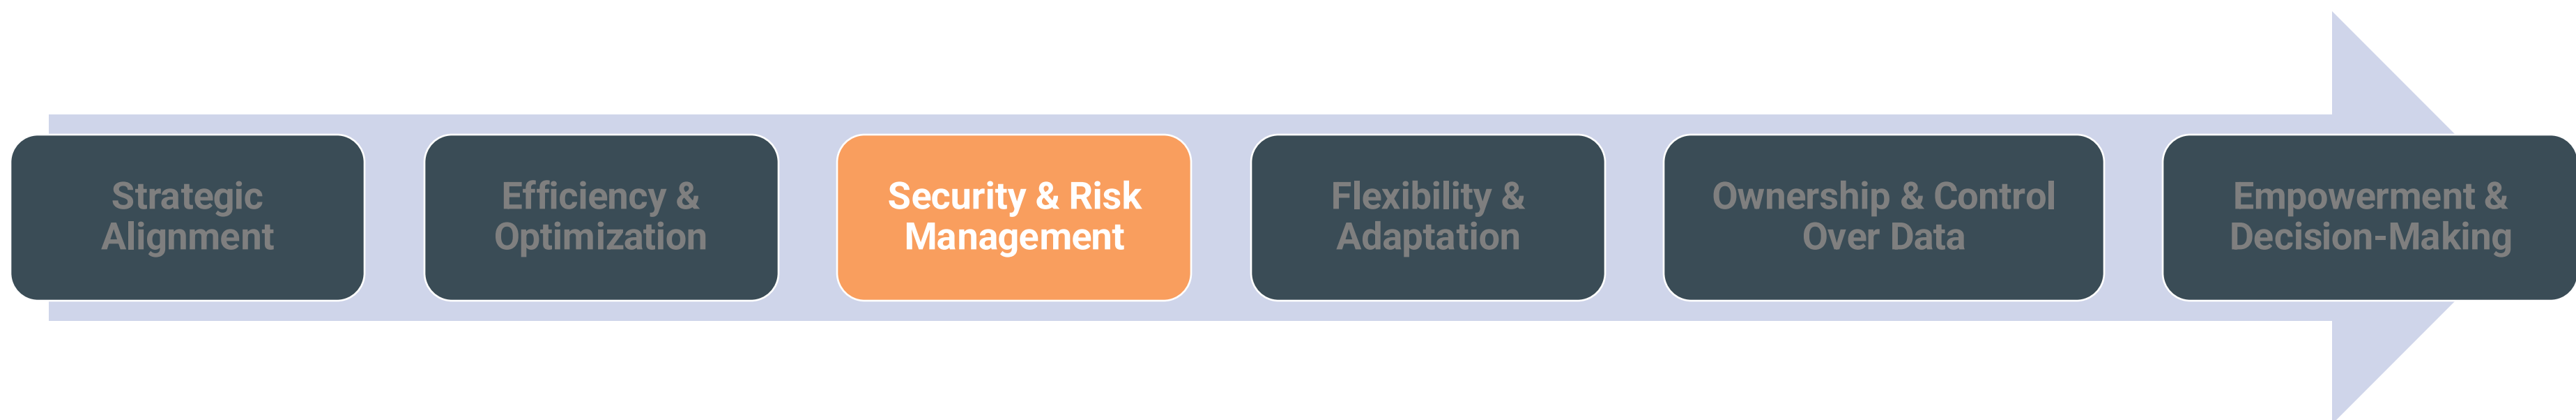 Strategic
Alignment
Efficiency &
Optimization
Security & Risk
Management
Flexibility &
Adaptation
Ownership & Control
Over Data
Empowerment &
Decision-Making